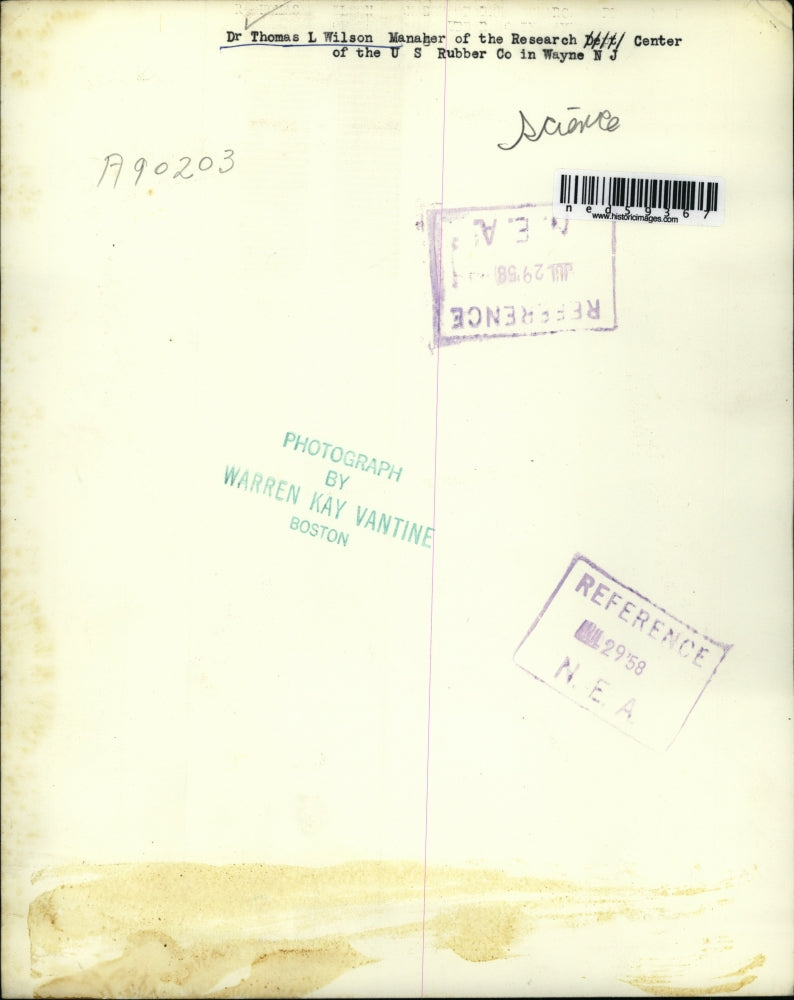 Dr Thomas L Wilson Manager of the Research Center
of the U S Rubber Co in Wayne N J
science
A90203
ned59367
www.historicimages.com
N.E.A.
JUL 29'58
REFERENCE
PHOTOGRAPH
BY
WARREN KAY VANTINE
BOSTON
REFERENCE
JUL 29'58
N. E. A.